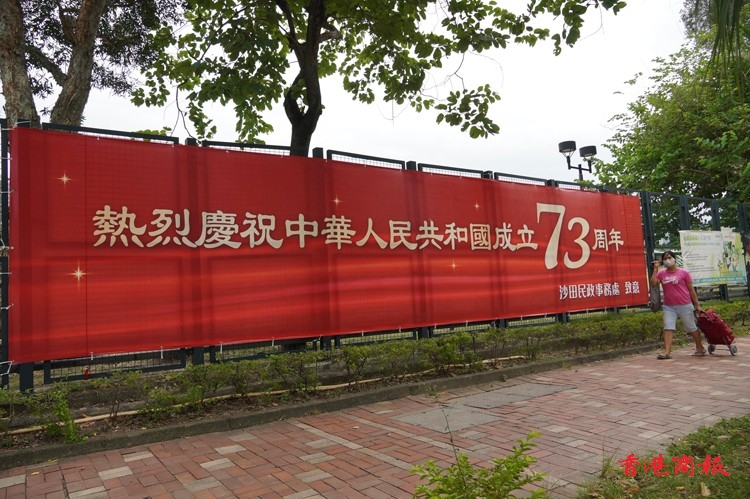 熱烈慶祝中華人民共和國成立73周年
沙田民政事務處 致意
香港商报